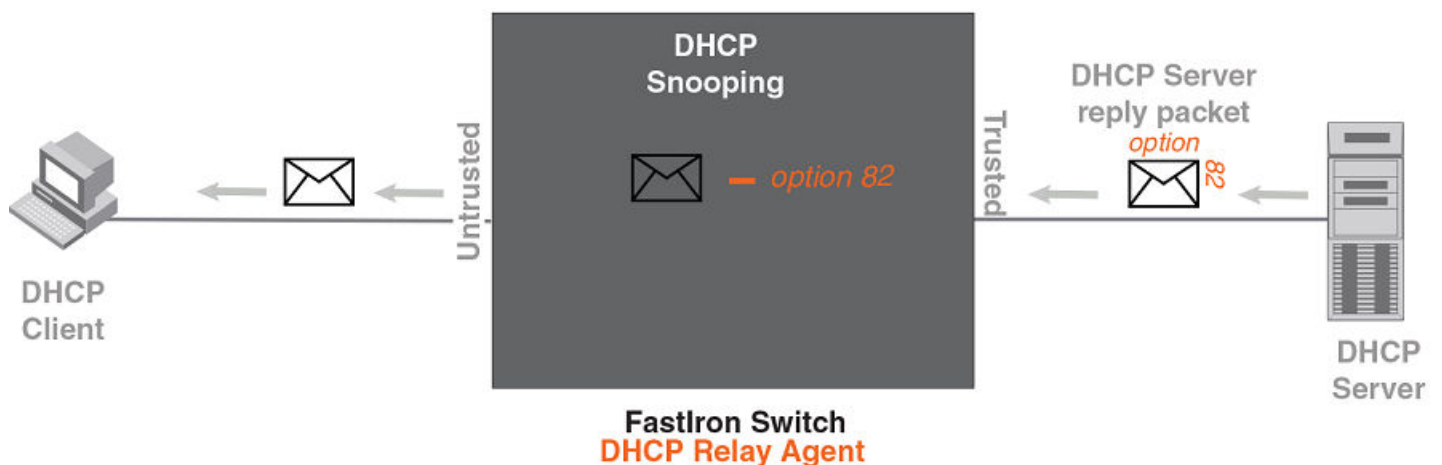 DHCP
Snooping
DHCP Server
reply packet
option
82
Untrusted
Trusted
– option 82
DHCP
Client
DHCP
Server
FastIron Switch
DHCP Relay Agent